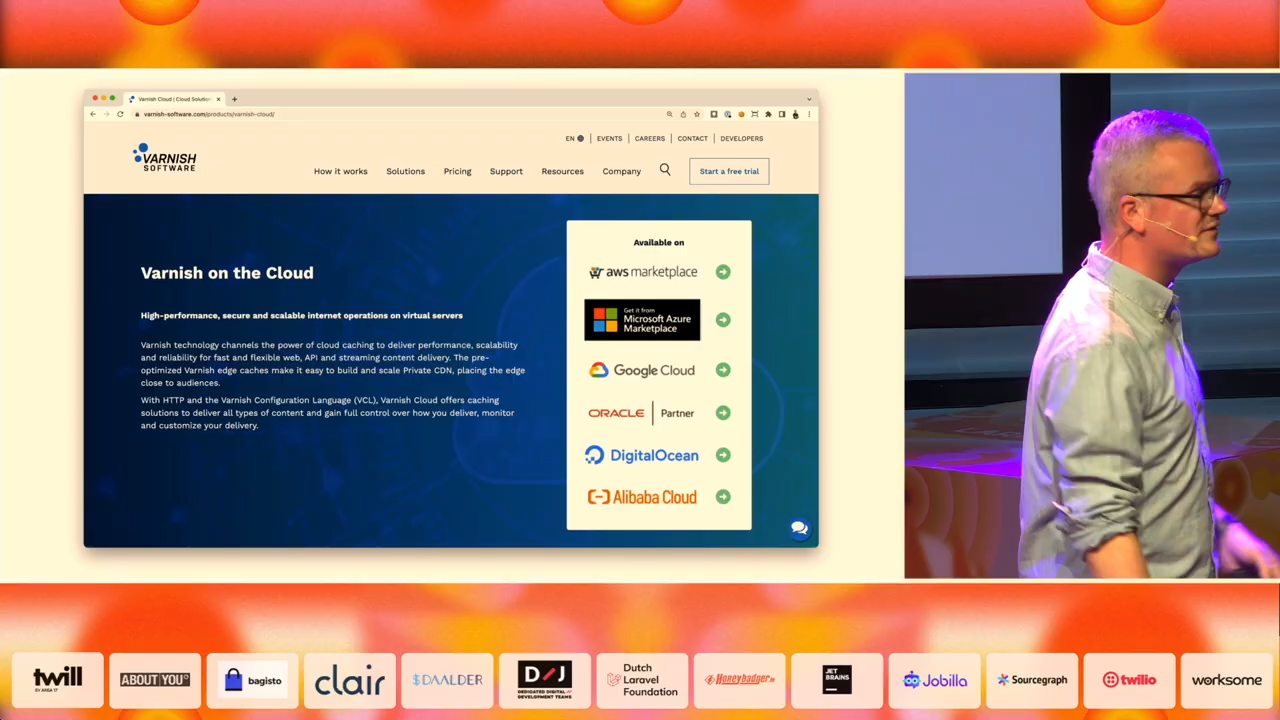 Varnish Cloud | Cloud Solution
varnish-software.com/products/varnish-cloud/
EN
EVENTS
CAREERS
CONTACT
DEVELOPERS
VARNISH
SOFTWARE
How it works
Solutions
Pricing
Support
Resources
Company
Start a free trial
Varnish on the Cloud
High-performance, secure and scalable internet operations on virtual servers
Varnish technology channels the power of cloud caching to deliver performance, scalability
and reliability for fast and flexible web, API and streaming content delivery. The pre-
optimized Varnish edge caches make it easy to build and scale Private CDN, placing the edge
close to audiences.
With HTTP and the Varnish Configuration Language (VCL), Varnish Cloud offers caching
solutions to deliver all types of content and gain full control over how you deliver, monitor
and customize your delivery.
Available on
aws marketplace
Get it from
Microsoft Azure
Marketplace
Google Cloud
ORACLE | Partner
DigitalOcean
Alibaba Cloud
twill
BY AREA 17
ABOUT YOU
bagisto
clair
$DAALDER
D/J
DEDICATED DIGITAL
DEVELOPMENT TEAMS
Dutch
Laravel
Foundation
Honeybadger.io
JET
BRAINS
Jobilla
Sourcegraph
twilio
worksome